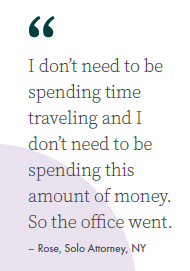 “
I don’t need to be
spending time
traveling and I
don’t need to be
spending this
amount of money.
So the office went.
– Rose, Solo Attorney, NY